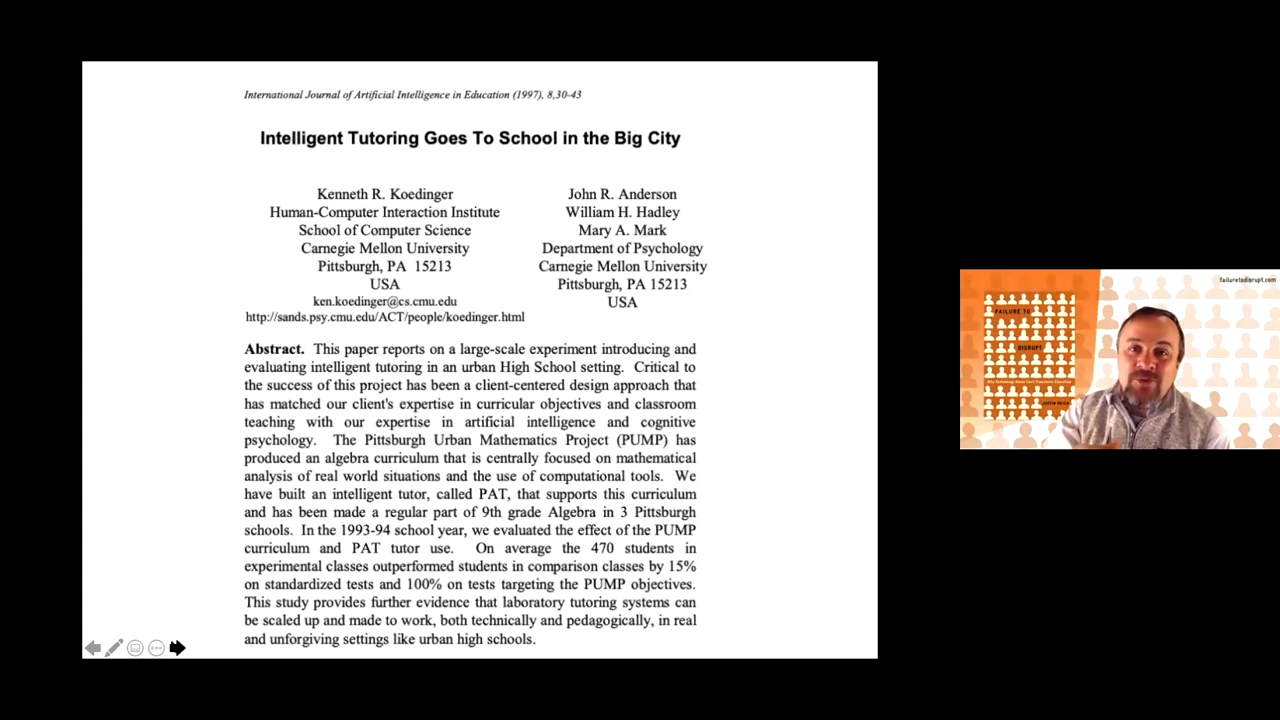 International Journal of Artificial Intelligence in Education (1997), 8,30-43
Intelligent Tutoring Goes To School in the Big City
Kenneth R. Koedinger
Human-Computer Interaction Institute
School of Computer Science
Carnegie Mellon University
Pittsburgh, PA 15213
USA
ken.koedinger@cs.cmu.edu
http://sands.psy.cmu.edu/ACT/people/koedinger.html
John R. Anderson
William H. Hadley
Mary A. Mark
Department of Psychology
Carnegie Mellon University
Pittsburgh, PA 15213
USA
Abstract. This paper reports on a large-scale experiment introducing and
evaluating intelligent tutoring in an urban High School setting. Critical to
the success of this project has been a client-centered design approach that
has matched our client's expertise in curricular objectives and classroom
teaching with our expertise in artificial intelligence and cognitive
psychology. The Pittsburgh Urban Mathematics Project (PUMP) has
produced an algebra curriculum that is centrally focused on mathematical
analysis of real world situations and the use of computational tools. We
have built an intelligent tutor, called PAT, that supports this curriculum
and has been made a regular part of 9th grade Algebra in 3 Pittsburgh
schools. In the 1993-94 school year, we evaluated the effect of the PUMP
curriculum and PAT tutor use. On average the 470 students in
experimental classes outperformed students in comparison classes by 15%
on standardized tests and 100% on tests targeting the PUMP objectives.
This study provides further evidence that laboratory tutoring systems can
be scaled up and made to work, both technically and pedagogically, in real
and unforgiving settings like urban high schools.
failuretodisrupt.com
FAILURE TO
DISRUPT